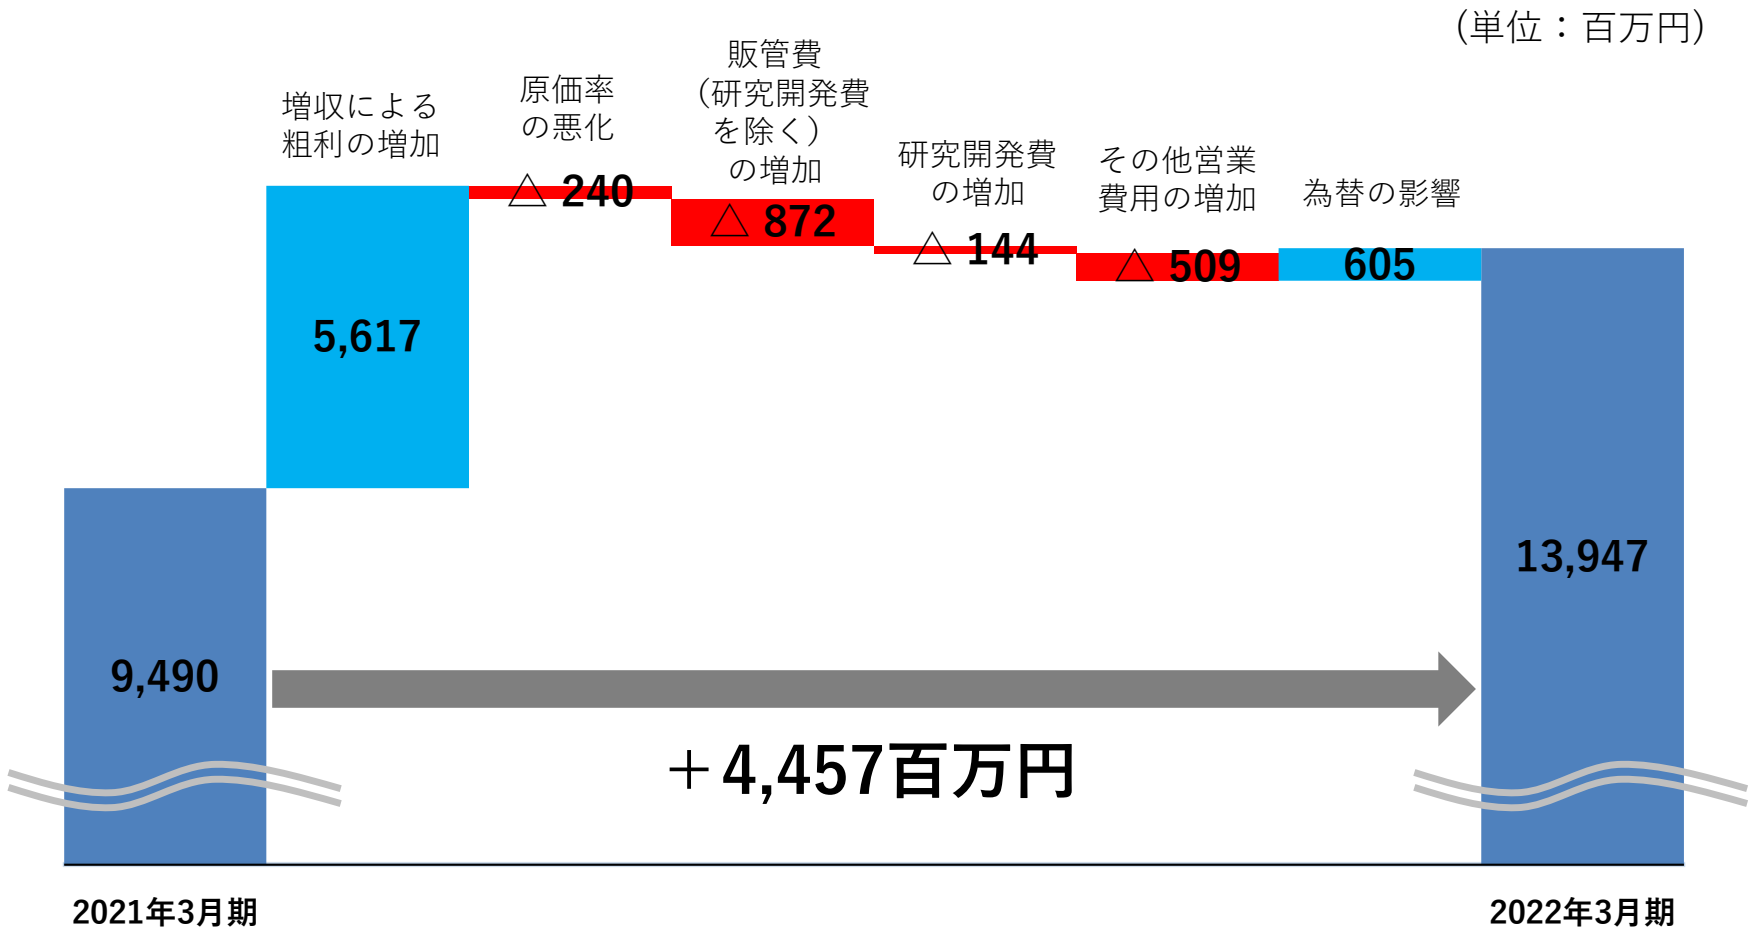 (単位：百万円)
増収による
粗利の増加
原価率
の悪化
販管費
（研究開発費
を除く）
の増加
研究開発費
の増加
その他営業
費用の増加
為替の影響
△ 240
△ 872
△ 144
△ 509
605
5,617
13,947
9,490
＋4,457百万円
2021年3月期
2022年3月期